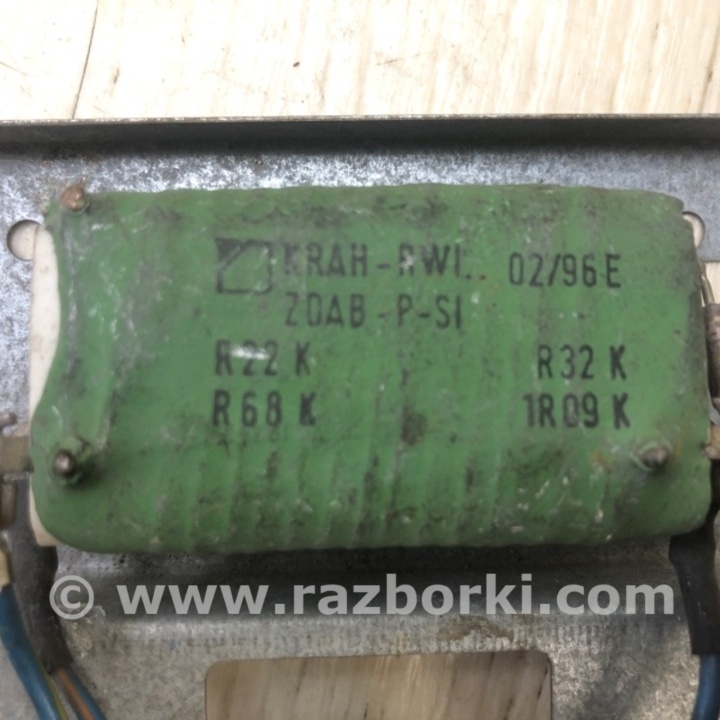 KRAH-RWI.. 02/96 E
ZDAB-P-SI
R22 K R32 K
R68 K 1R09 K
© www.razborki.com